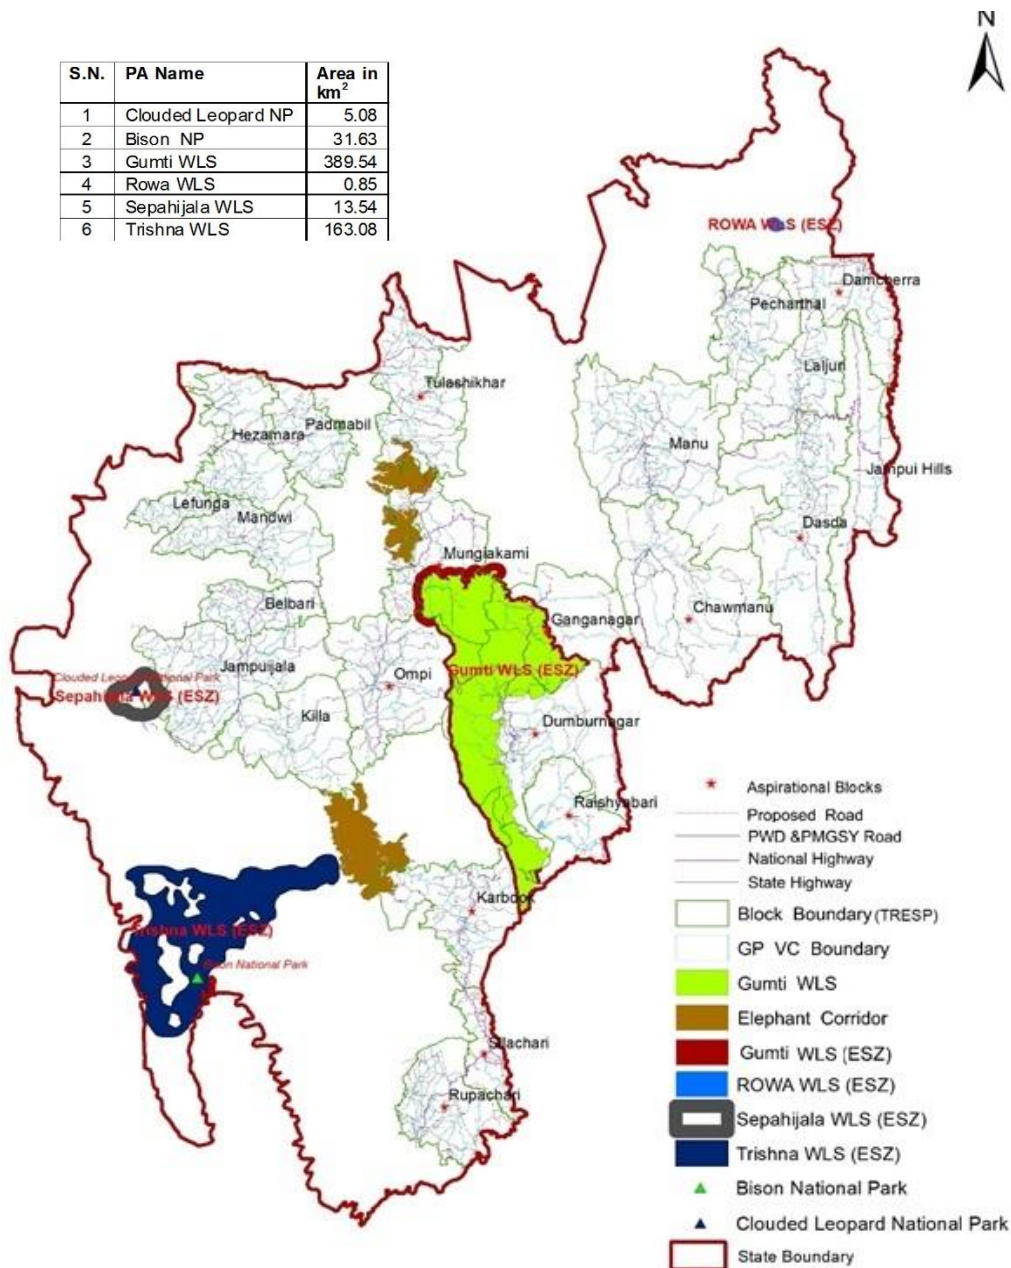 N
S.N. PA Name Area in km²
1 Clouded Leopard NP 5.08
2 Bison NP 31.63
3 Gumti WLS 389.54
4 Rowa WLS 0.85
5 Sepahijala WLS 13.54
6 Trishna WLS 163.08
ROWA WLS (ESZ)
Damcherra
Pecharthal
Laljuri
Tulashikhar
Padmabil
Hezamara
Manu
Jampui Hills
Lefunga
Mandwi
Dasda
Mungiakami
Belbari
Chawmanu
Ganganagar
Jampuijala
Ompi
Gumti WLS (ESZ)
Clouded Leopard National Park
Sepahijala WLS (ESZ)
Killa
Dumburnagar
Raishyabari
Karbook
Trishna WLS (ESZ)
Bison National Park
Silachari
Rupachari
Aspirational Blocks
Proposed Road
PWD &PMGSY Road
National Highway
State Highway
Block Boundary (TRESP)
GP VC Boundary
Gumti WLS
Elephant Corridor
Gumti WLS (ESZ)
ROWA WLS (ESZ)
Sepahijala WLS (ESZ)
Trishna WLS (ESZ)
Bison National Park
Clouded Leopard National Park
State Boundary